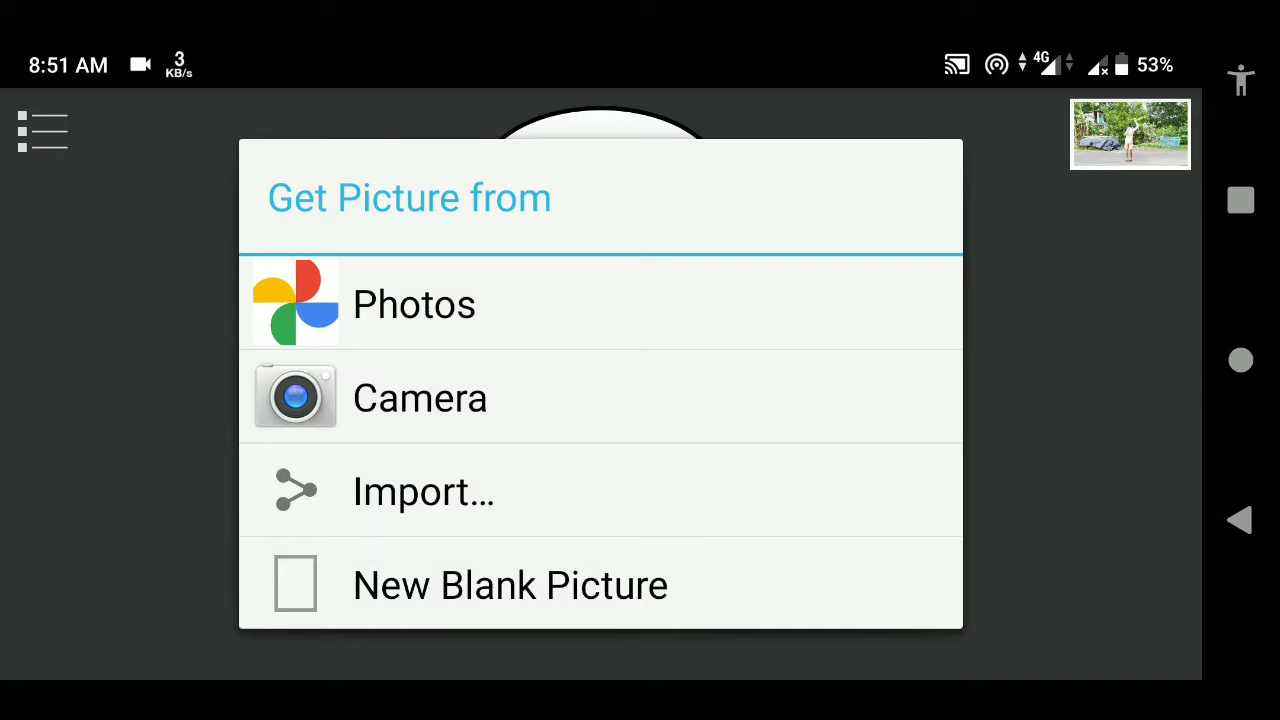 8:51 AM 3 KB/s 4G 53%
Get Picture from
Photos
Camera
Import...
New Blank Picture